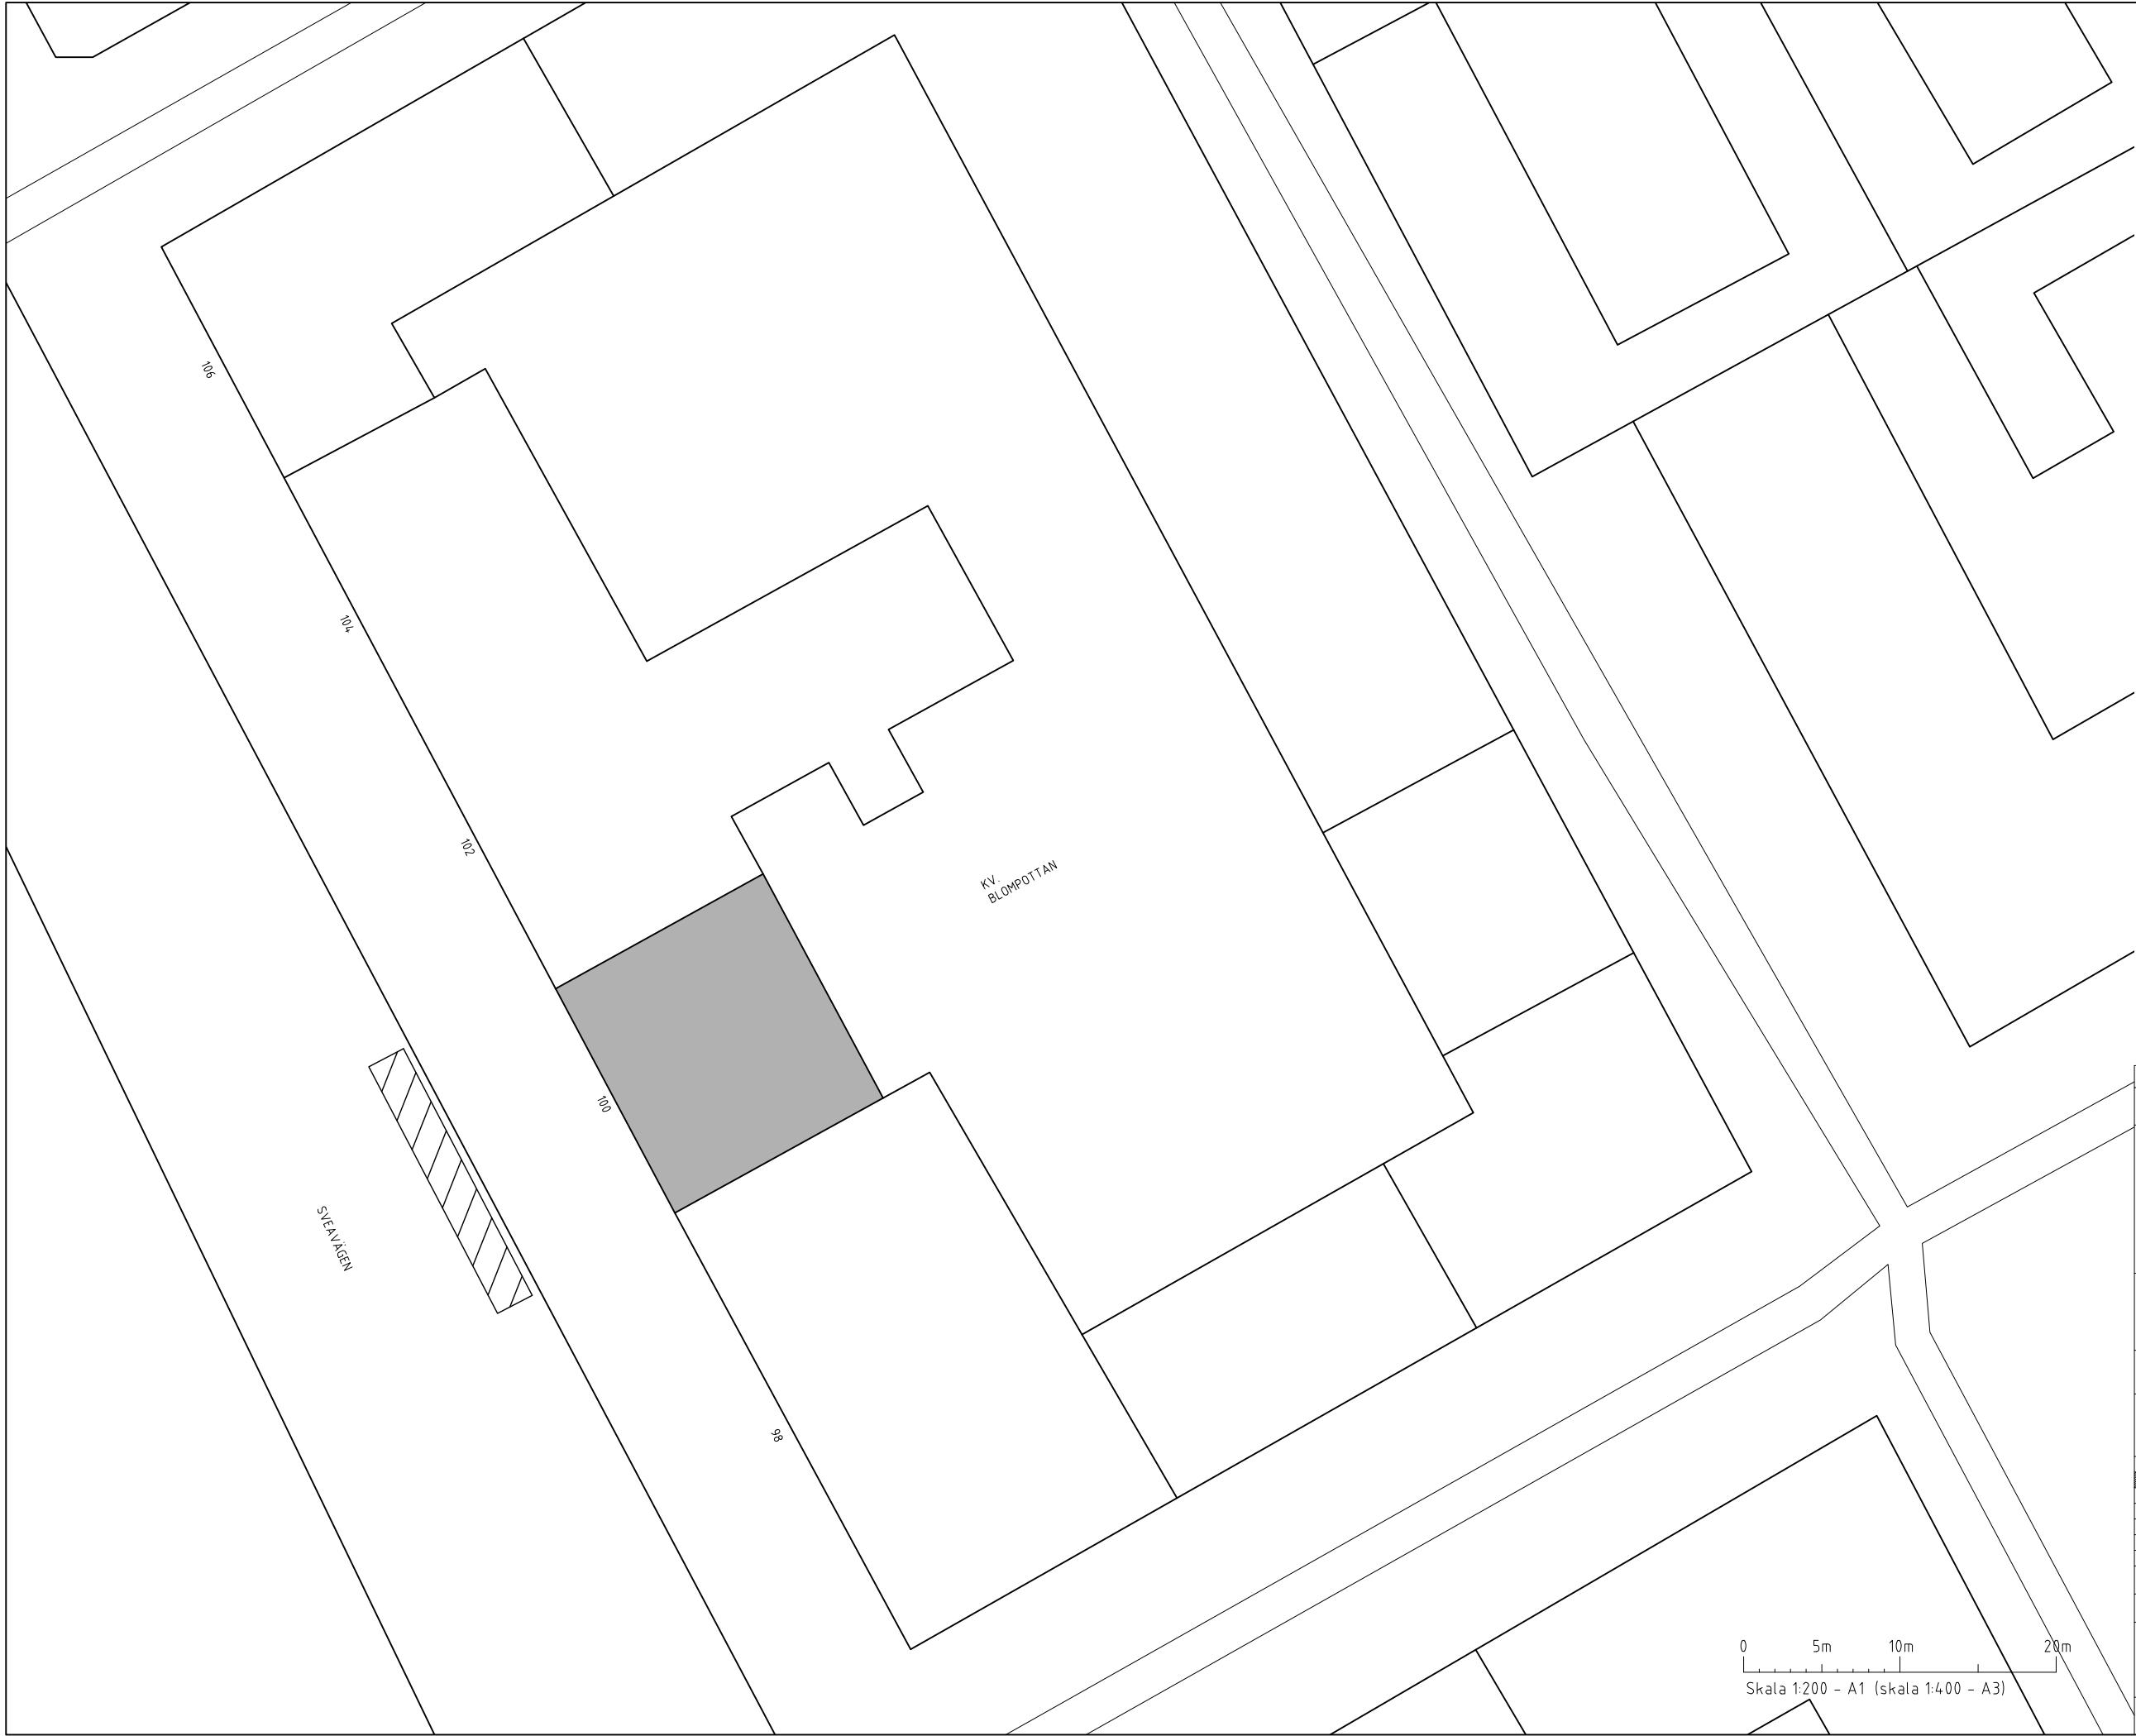 106
104
102
KV.
BLOMPOTTAN
100
SVEAVÄGEN
98
0 5m 10m 20m
Skala 1:200 - A1 (skala 1:400 - A3)